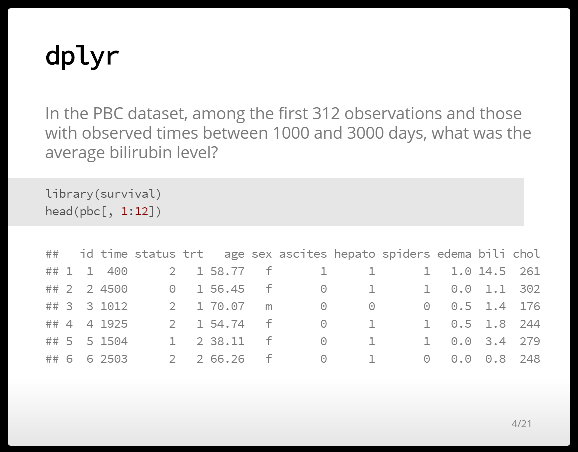 dplyr
In the PBC dataset, among the first 312 observations and those
with observed times between 1000 and 3000 days, what was the
average bilirubin level?
library(survival)
head(pbc[, 1:12])
##   id time status trt   age sex ascites hepato spiders edema bili chol
## 1  1  400      2   1 58.77   f       1      1       1   1.0 14.5  261
## 2  2 4500      0   1 56.45   f       0      1       1   0.0  1.1  302
## 3  3 1012      2   1 70.07   m       0      0       0   0.5  1.4  176
## 4  4 1925      2   1 54.74   f       0      1       1   0.5  1.8  244
## 5  5 1504      1   2 38.11   f       0      1       1   0.0  3.4  279
## 6  6 2503      2   2 66.26   f       0      1       0   0.0  0.8  248
4/21